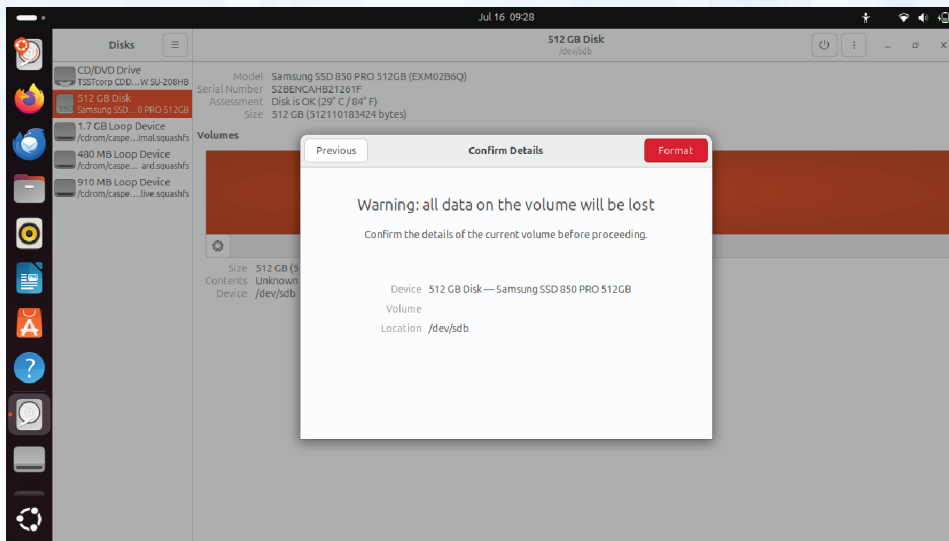 Jul 16 09:28
Disks
512 GB Disk
/dev/sdb
CD/DVD Drive
TSSTcorp CDD...W SU-208HB
512 GB Disk
Samsung SSD...0 PRO 512GB
1.7 GB Loop Device
/cdrom/caspe...imal.squashfs
480 MB Loop Device
/cdrom/caspe... ard.squashfs
910 MB Loop Device
/cdrom/caspe....live.squashfs
Model Samsung SSD 850 PRO 512GB (EXM02B6Q)
Serial Number S2BENCAHB21261F
Assessment Disk is OK (29° C / 84° F)
Size 512 GB (512110183424 bytes)
Volumes
Size 512 GB (5
Contents Unknown
Device /dev/sdb
Previous
Confirm Details
Format
Warning: all data on the volume will be lost
Confirm the details of the current volume before proceeding.
Device 512 GB Disk — Samsung SSD 850 PRO 512GB
Volume
Location /dev/sdb